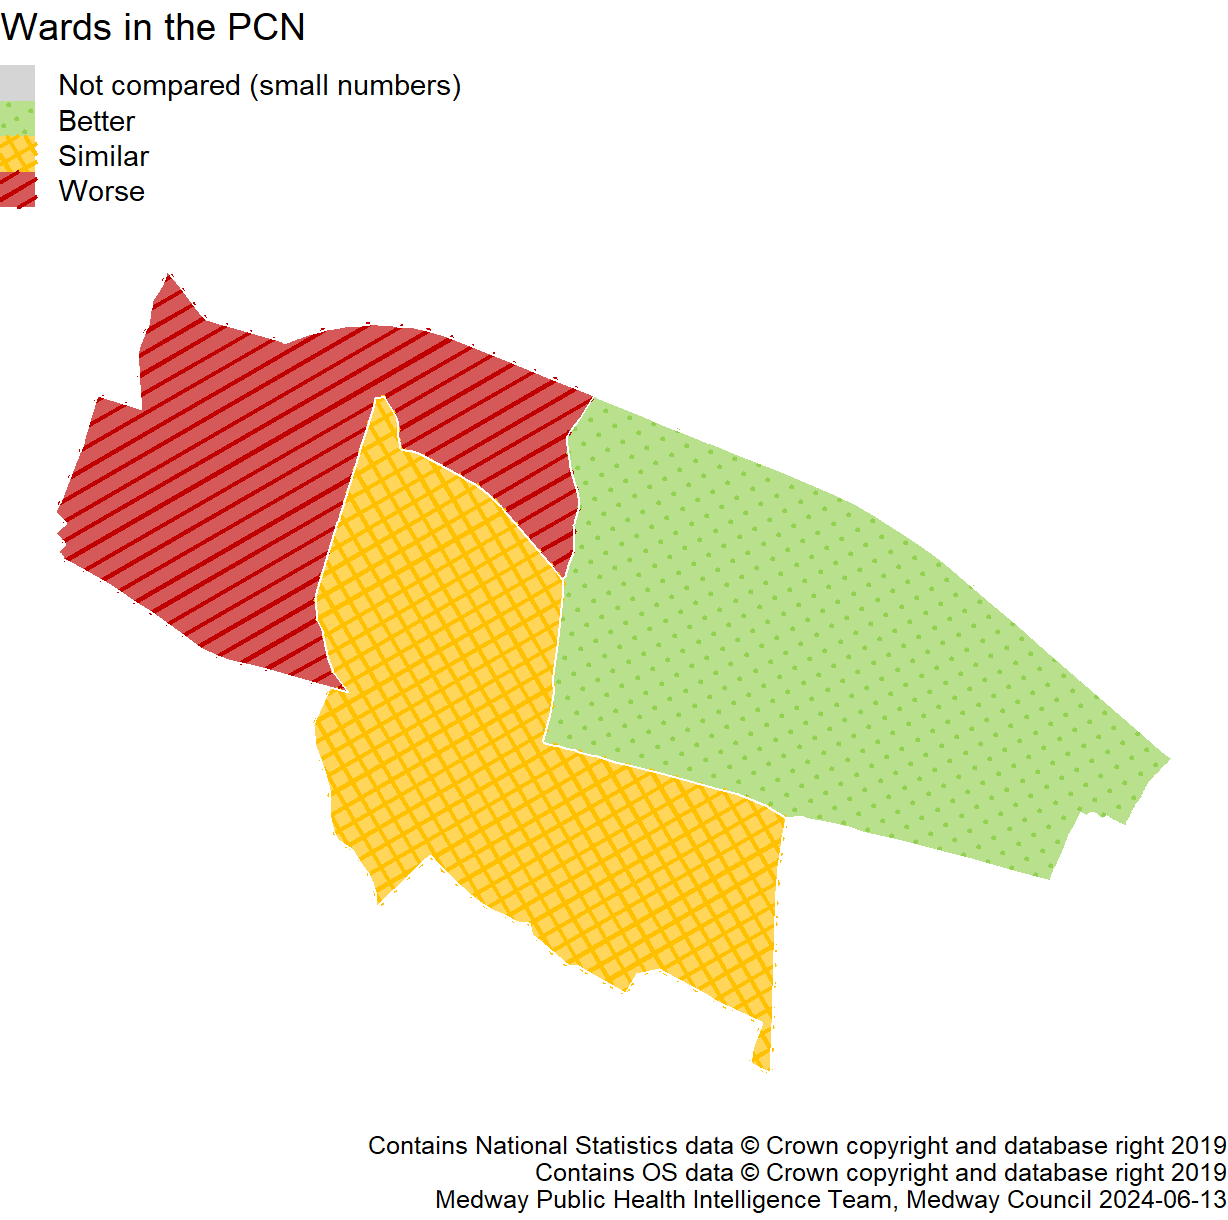 Wards in the PCN
Not compared (small numbers)
Better
Similar
Worse
Contains National Statistics data © Crown copyright and database right 2019
Contains OS data © Crown copyright and database right 2019
Medway Public Health Intelligence Team, Medway Council 2024-06-13